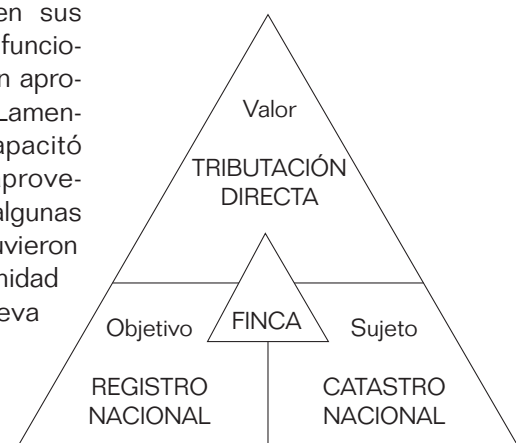 en sus
funcio-
n apro-
Lamen-
apacitó
aprove-
algunas
uvieron
nidad
eva
Valor
TRIBUTACIÓN
DIRECTA
FINCA
Objetivo
REGISTRO
NACIONAL
Sujeto
CATASTRO
NACIONAL